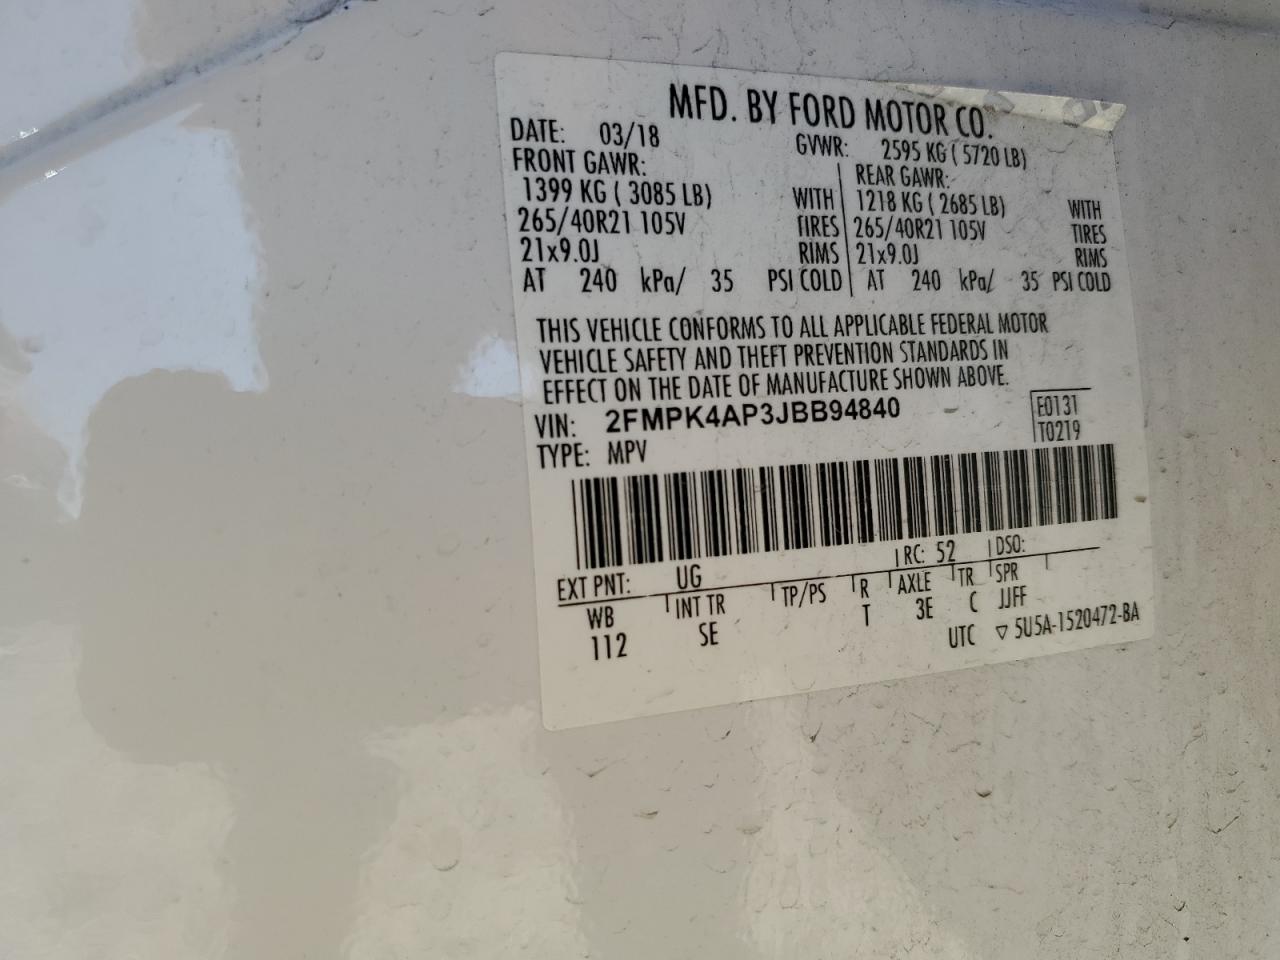 MFD. BY FORD MOTOR CO.
DATE: 03/18 GVWR: 2595 KG ( 5720 LB)
FRONT GAWR: REAR GAWR:
1399 KG ( 3085 LB) WITH 1218 KG ( 2685 LB) WITH
265/40R21 105V TIRES 265/40R21 105V TIRES
21x9.0J RIMS 21x9.0J RIMS
AT 240 kPa/ 35 PSI COLD AT 240 kPa/ 35 PSI COLD
THIS VEHICLE CONFORMS TO ALL APPLICABLE FEDERAL MOTOR
VEHICLE SAFETY AND THEFT PREVENTION STANDARDS IN
EFFECT ON THE DATE OF MANUFACTURE SHOWN ABOVE.
VIN: 2FMPK4AP3JBB94840 E0131
TYPE: MPV T0219
EXT PNT: UG RC: 52 DSO:
WB INT TR TP/PS R AXLE TR SPR
112 SE T 3E C JJFF
UTC ▽ 5U5A-1520472-BA